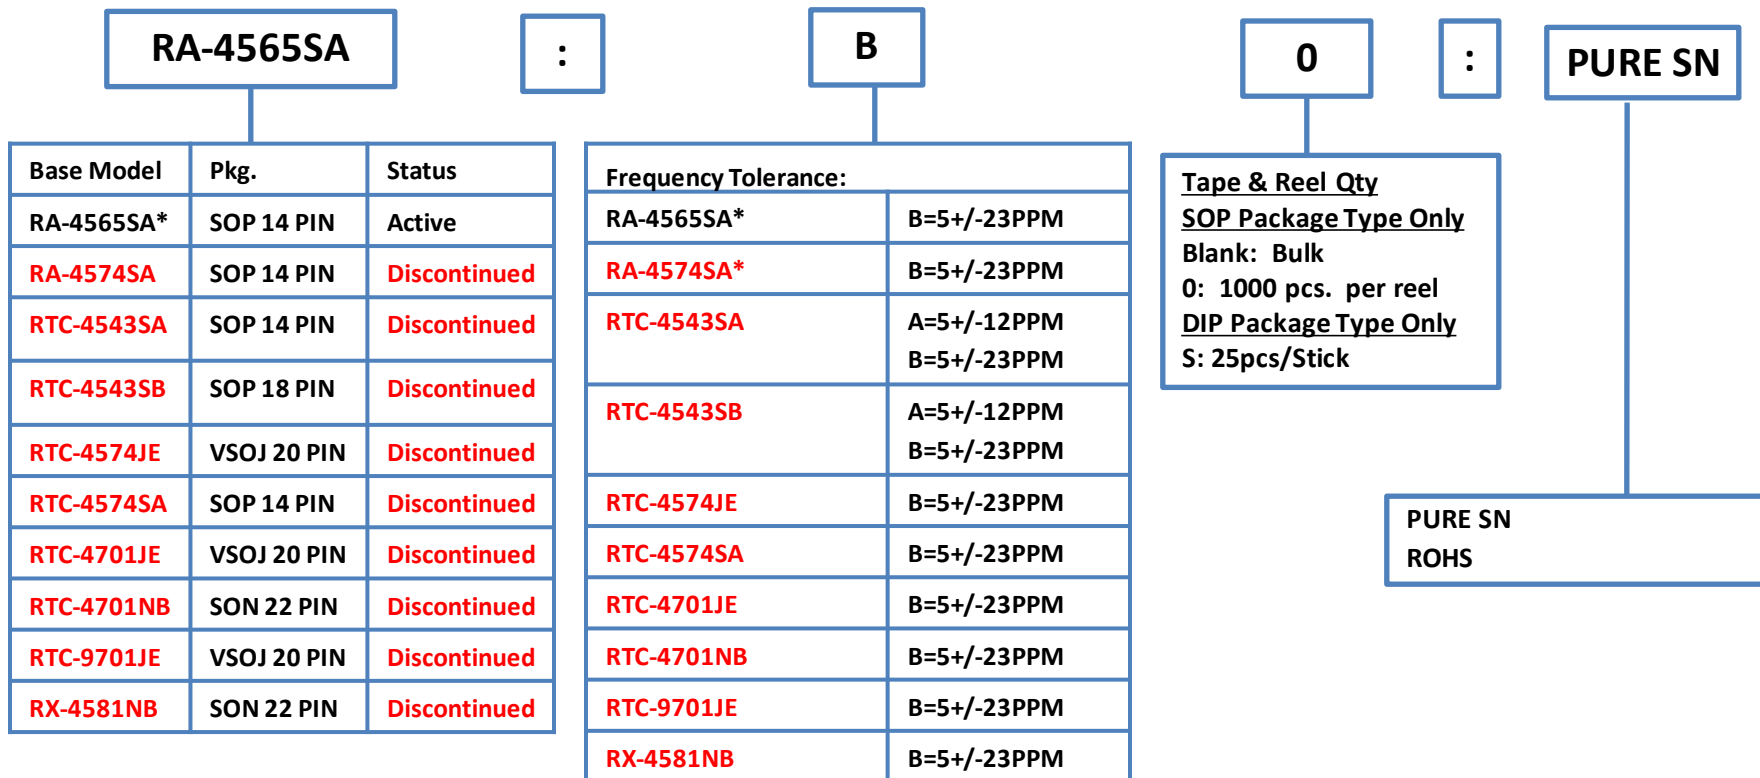 RA-4565SA : B 0 : PURE SN
Base Model Pkg. Status
RA-4565SA* SOP 14 PIN Active
RA-4574SA SOP 14 PIN Discontinued
RTC-4543SA SOP 14 PIN Discontinued
RTC-4543SB SOP 18 PIN Discontinued
RTC-4574JE VSOJ 20 PIN Discontinued
RTC-4574SA SOP 14 PIN Discontinued
RTC-4701JE VSOJ 20 PIN Discontinued
RTC-4701NB SON 22 PIN Discontinued
RTC-9701JE VSOJ 20 PIN Discontinued
RX-4581NB SON 22 PIN Discontinued
Frequency Tolerance:
RA-4565SA* B=5+/-23PPM
RA-4574SA* B=5+/-23PPM
RTC-4543SA A=5+/-12PPM
B=5+/-23PPM
RTC-4543SB A=5+/-12PPM
B=5+/-23PPM
RTC-4574JE B=5+/-23PPM
RTC-4574SA B=5+/-23PPM
RTC-4701JE B=5+/-23PPM
RTC-4701NB B=5+/-23PPM
RTC-9701JE B=5+/-23PPM
RX-4581NB B=5+/-23PPM
Tape & Reel Qty
SOP Package Type Only
Blank: Bulk
0: 1000 pcs. per reel
DIP Package Type Only
S: 25pcs/Stick
PURE SN
ROHS